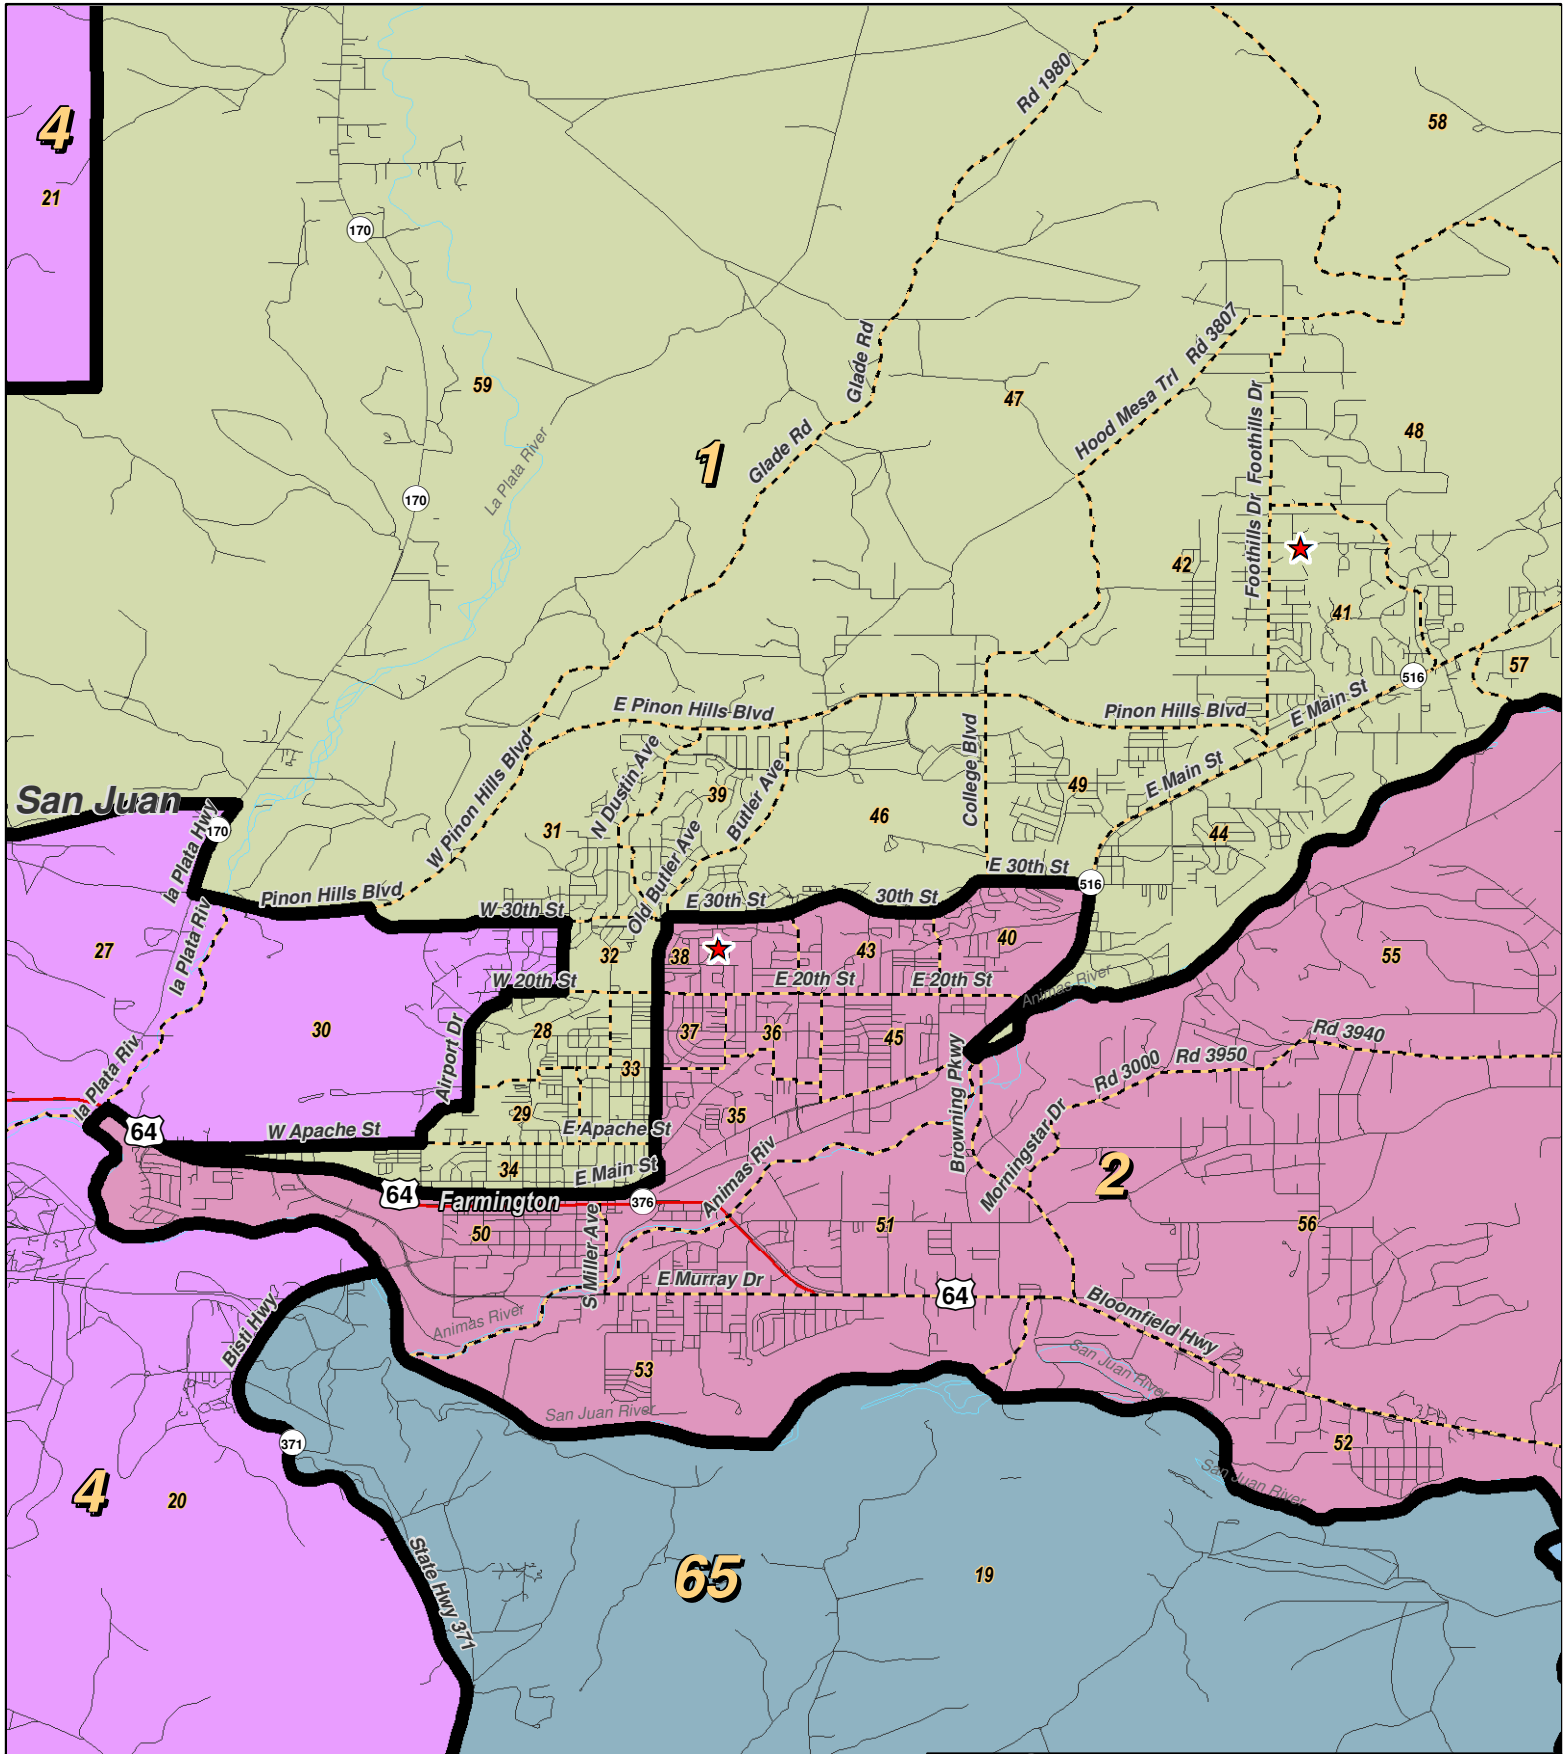 Rd 1980
58
4
21
170
Rd 3807
Glade Rd
59
47
Hood Mesa Trl
Foothills Dr
48
1
Glade Rd
La Plata River
170
Foothills Dr
42
41
57
516
E Pinon Hills Blvd
Pinon Hills Blvd
E Main St
W Pinon Hills Blvd
N Dustin Ave
College Blvd
E Main St
49
39
Butler Ave
San Juan
la Plata Hwy
170
31
46
44
Old Butler Ave
E 30th St
516
Pinon Hills Blvd
W 30th St
E 30th St
30th St
la Plata Riv
27
32
38
43
40
55
W 20th St
E 20th St
E 20th St
Animas River
30
28
37
36
45
Rd 3940
Airport Dr
33
Browning Pkwy
Rd 3950
Rd 3000
la Plata Riv
29
35
Morningstar Dr
64
W Apache St
E Apache St
34
E Main St
Animas Riv
2
64
Farmington
376
50
S Miller Ave
51
56
E Murray Dr
64
Bloomfield Hwy
Bisti Hwy
Animas River
53
San Juan River
San Juan River
371
52
4
20
San Juan River
State Hwy 371
65
19